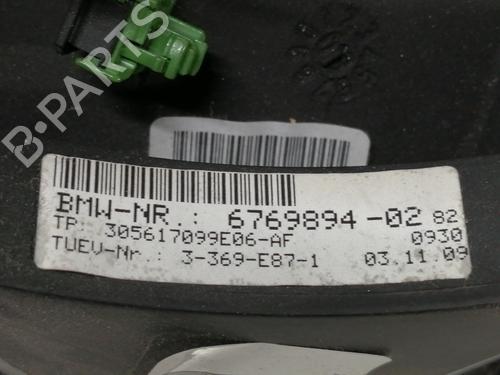 B-PARTS
BMW-NR.: 6769894-02 82
TP: 305617099E06-AF 0930
TUEV-Nr.: 3-369-E87-1 03.11.09